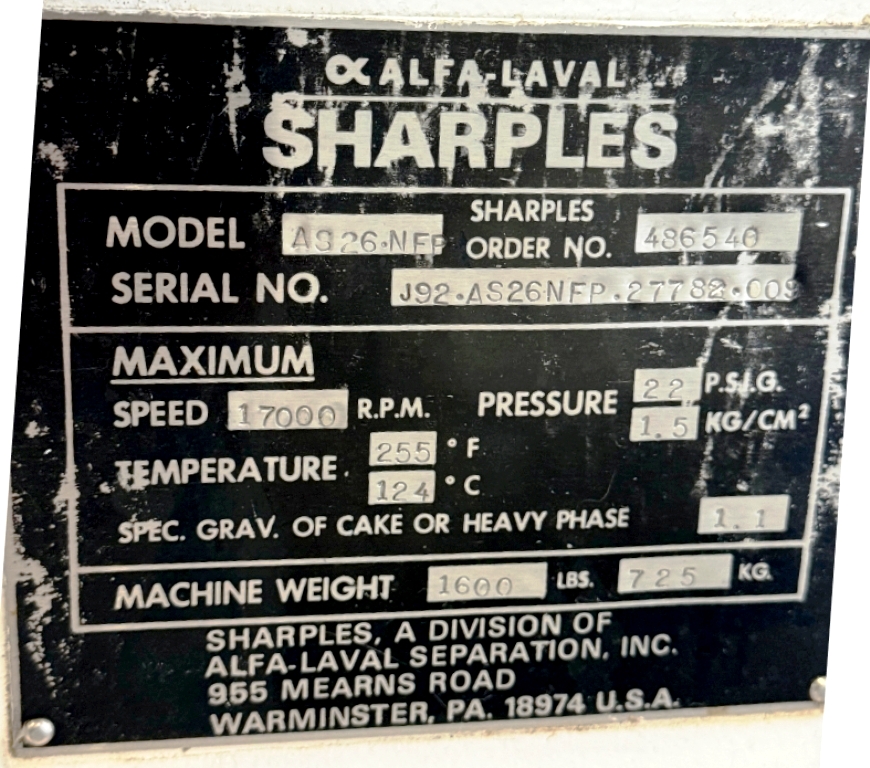 αALFA-LAVAL
SHARPLES
MODEL AS26·NFP SHARPLES ORDER NO. 486540
SERIAL NO. J92·AS26NFP·27782·009
MAXIMUM
SPEED 17000 R.P.M. PRESSURE 22 P.S.I.G.
1.5 KG/CM²
TEMPERATURE 255 °F
124 °C
SPEC. GRAV. OF CAKE OR HEAVY PHASE 1.1
MACHINE WEIGHT 1600 LBS. 725 KG.
SHARPLES, A DIVISION OF
ALFA-LAVAL SEPARATION, INC.
955 MEARNS ROAD
WARMINSTER, PA. 18974 U.S.A.